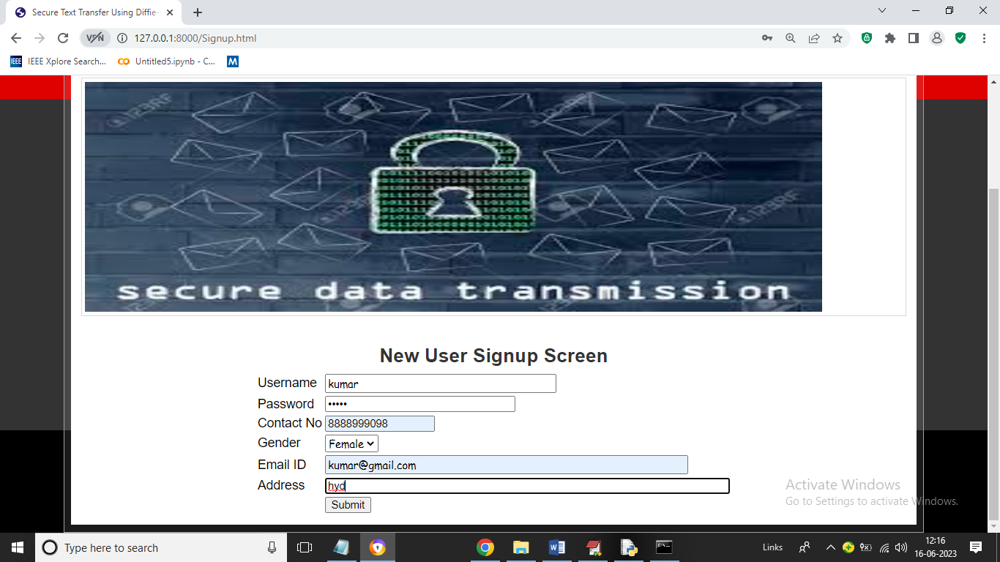 Secure Text Transfer Using Diffie-
VPN
127.0.0.1:8000/Signup.html
IEEE IEEE Xplore Search... CO Untitled5.ipynb - C... M
123RF
secure data transmission
New User Signup Screen
Username kumar
Password •••••
Contact No 8888999098
Gender Female
Email ID kumar@gmail.com
Address hyd
Submit
Activate Windows
Go to Settings to activate Windows.
Type here to search
Links
12:16
16-06-2023